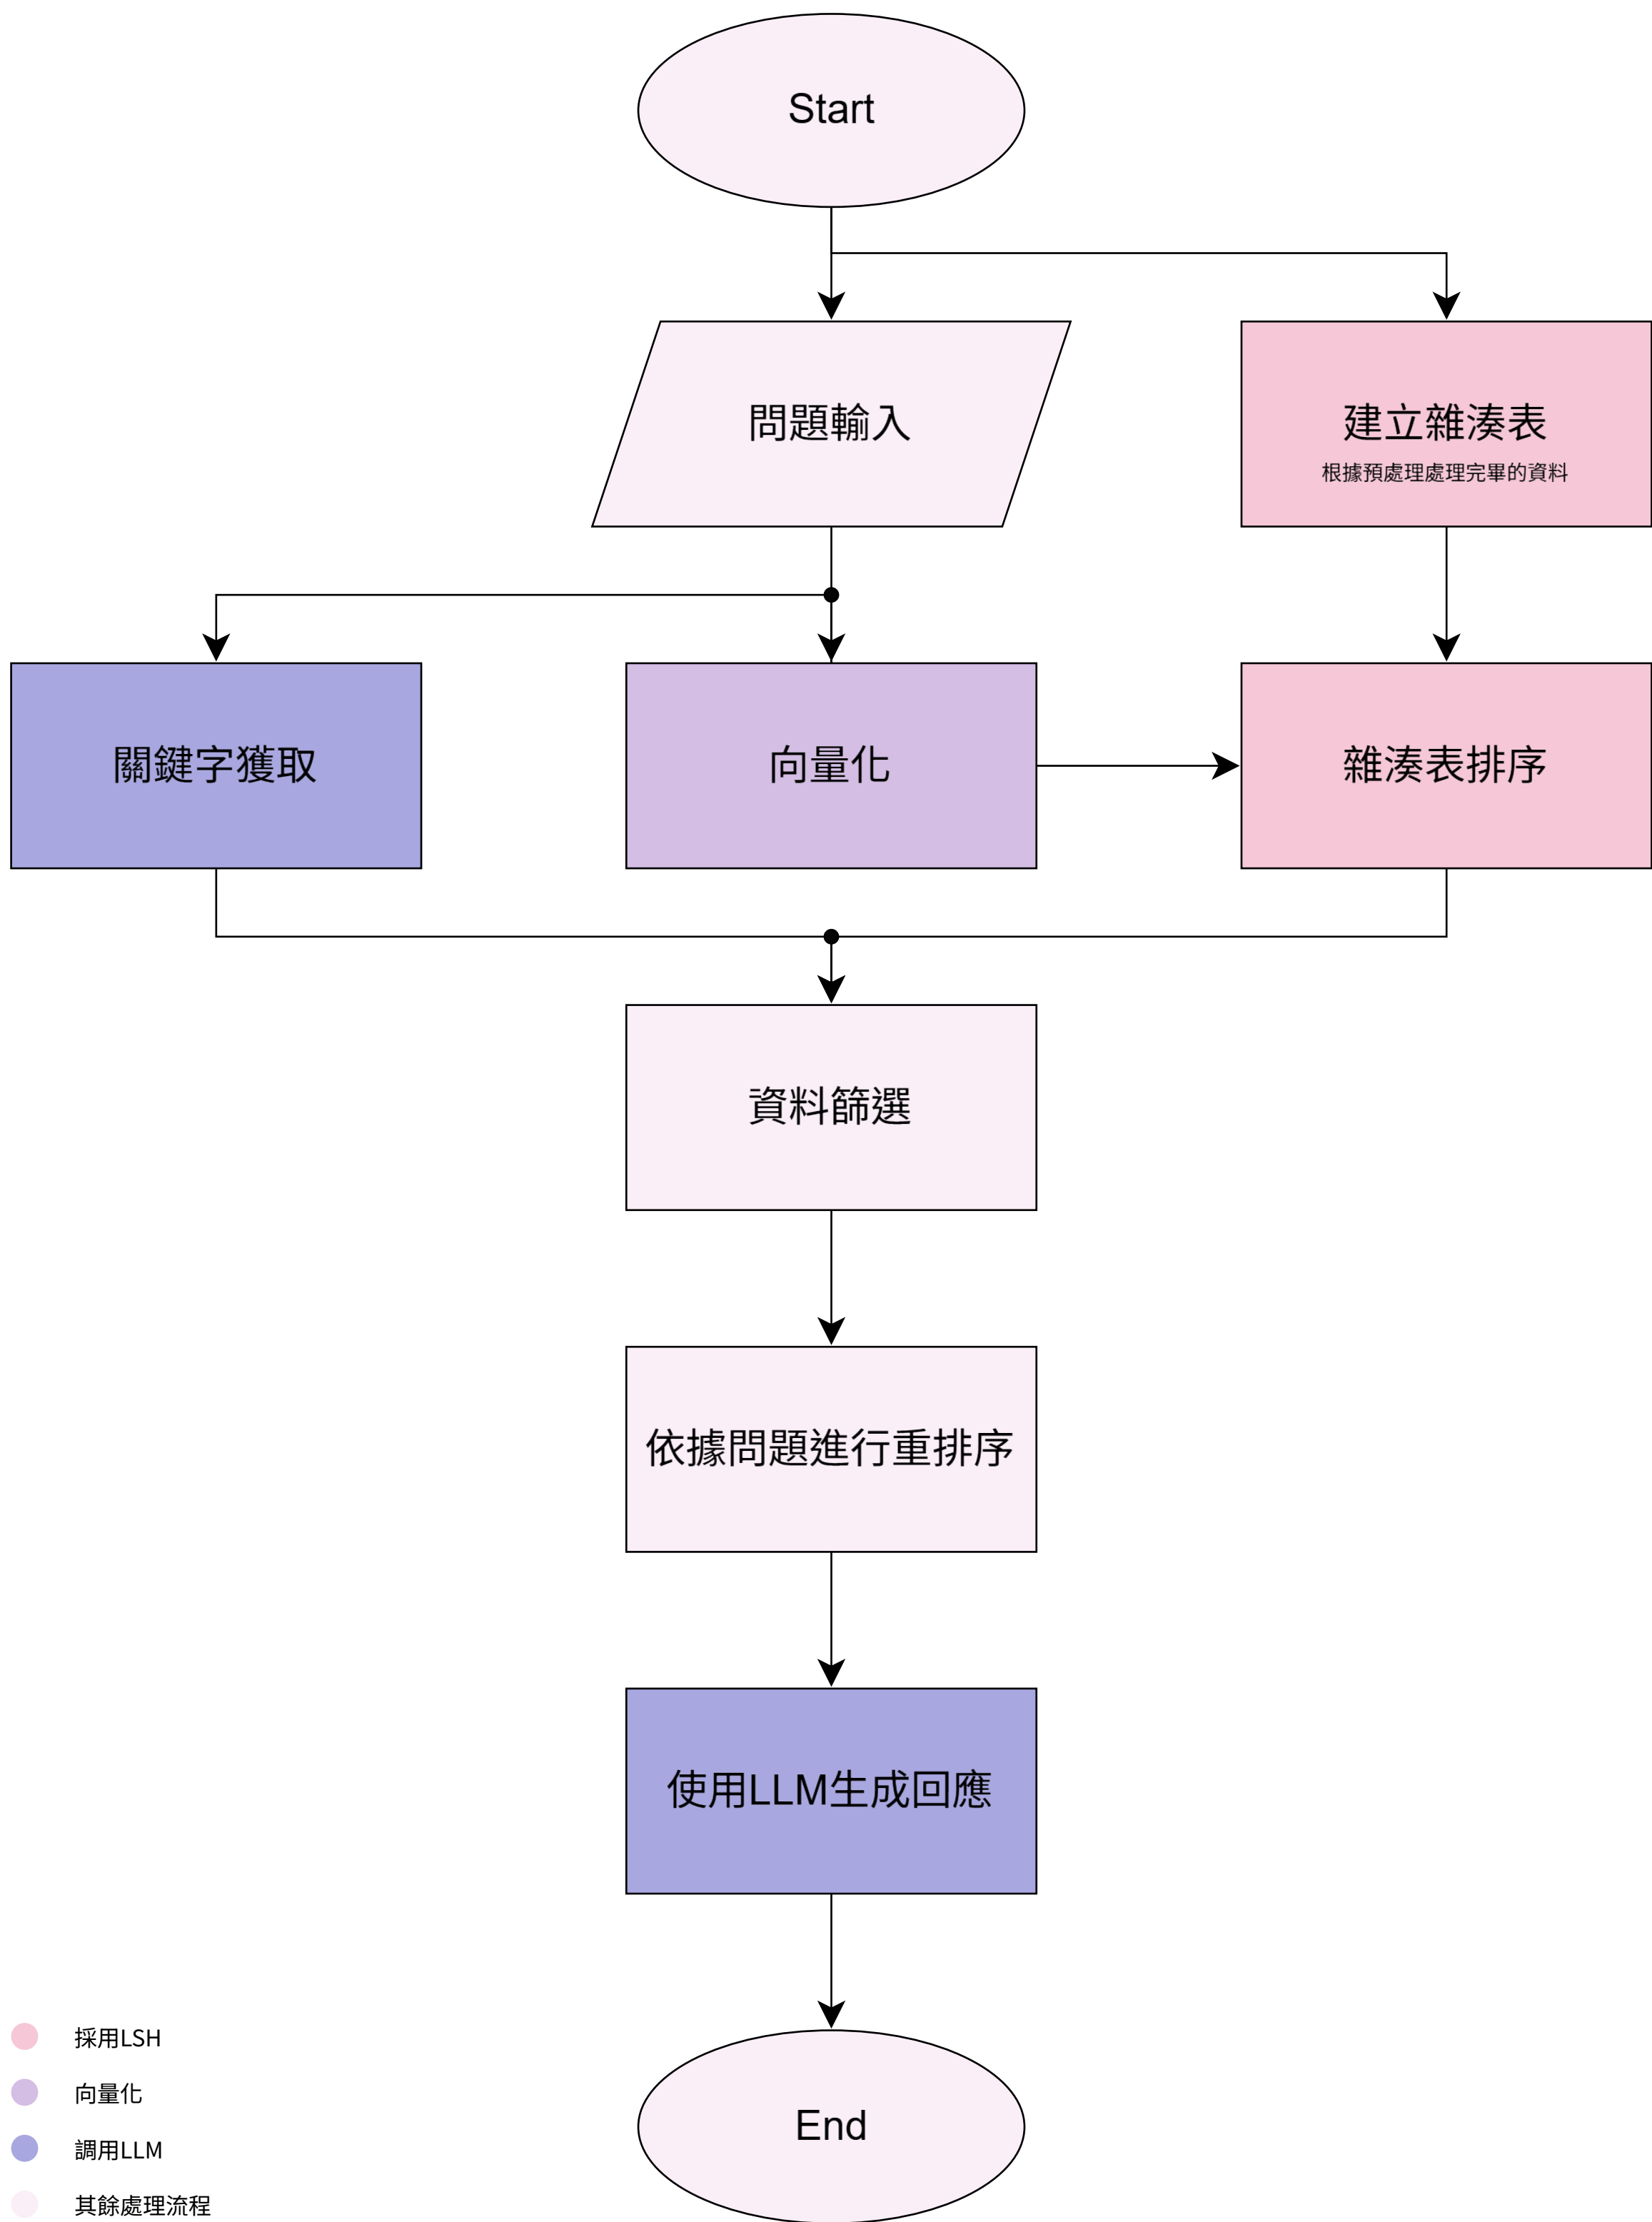 Start
問題輸入
建立雜湊表
根據預處理處理完畢的資料
關鍵字獲取
向量化
雜湊表排序
資料篩選
依據問題進行重排序
使用LLM生成回應
End
採用LSH
向量化
調用LLM
其餘處理流程